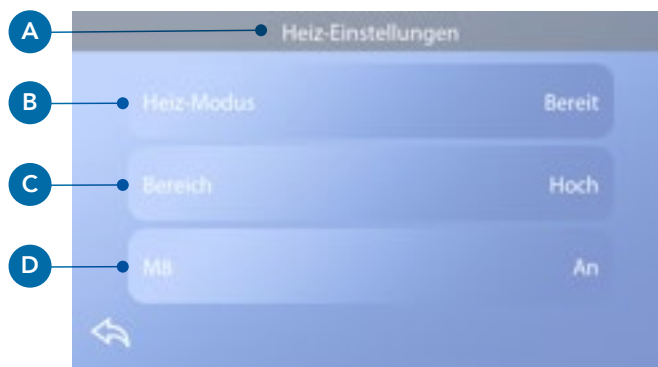 A Heiz-Einstellungen
B Heiz-Modus Bereit
C Bereich Hoch
D M8 An